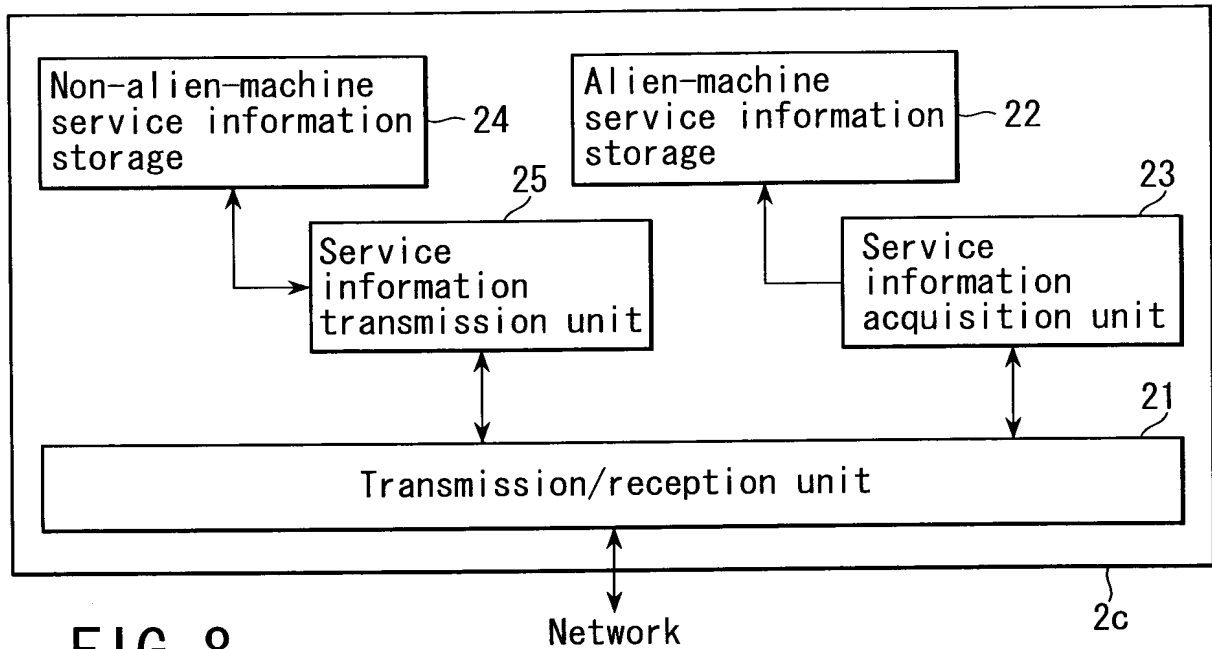 Non-alien-machine
service information
storage
24
Alien-machine
service information
storage
22
25
Service
information
transmission unit
23
Service
information
acquisition unit
21
Transmission/reception unit
Network
2c
FIG. 8